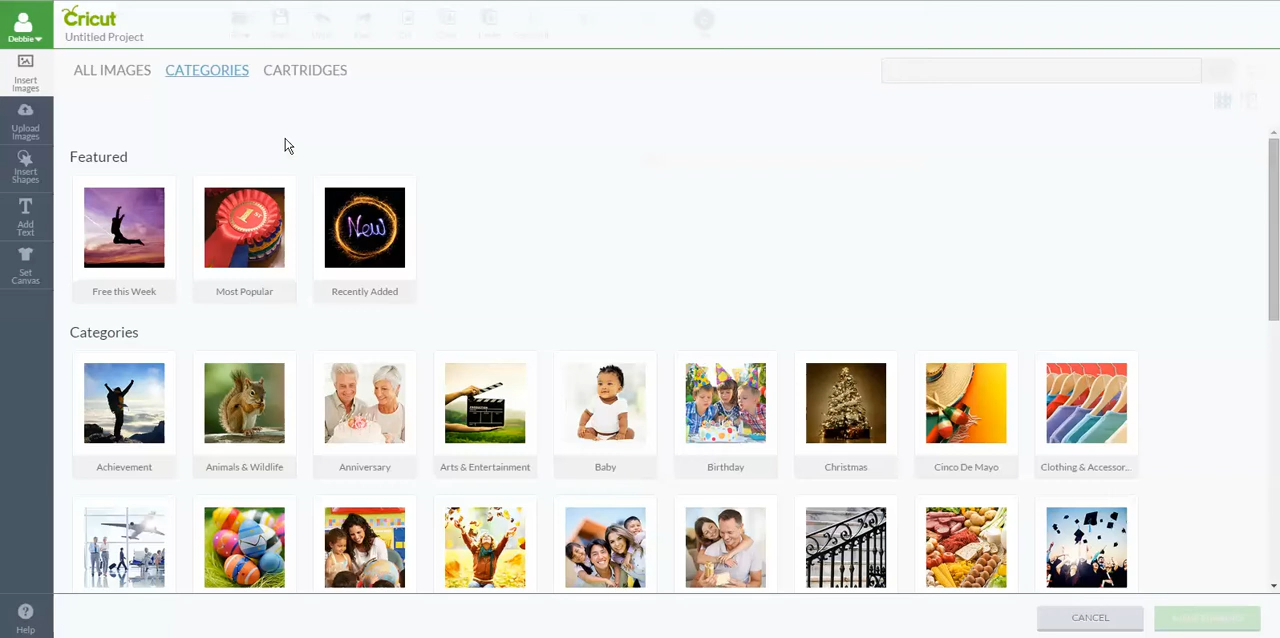 Cricut
Debbie
Untitled Project
Insert
Images
Upload
Images
Insert
Shapes
Add
Text
Set
Canvas
Help
ALL IMAGES CATEGORIES CARTRIDGES
Featured
1st
New
Free this Week Most Popular Recently Added
Categories
Achievement Animals & Wildlife Anniversary Arts & Entertainment Baby Birthday Christmas Cinco De Mayo Clothing & Accessor...
CANCEL